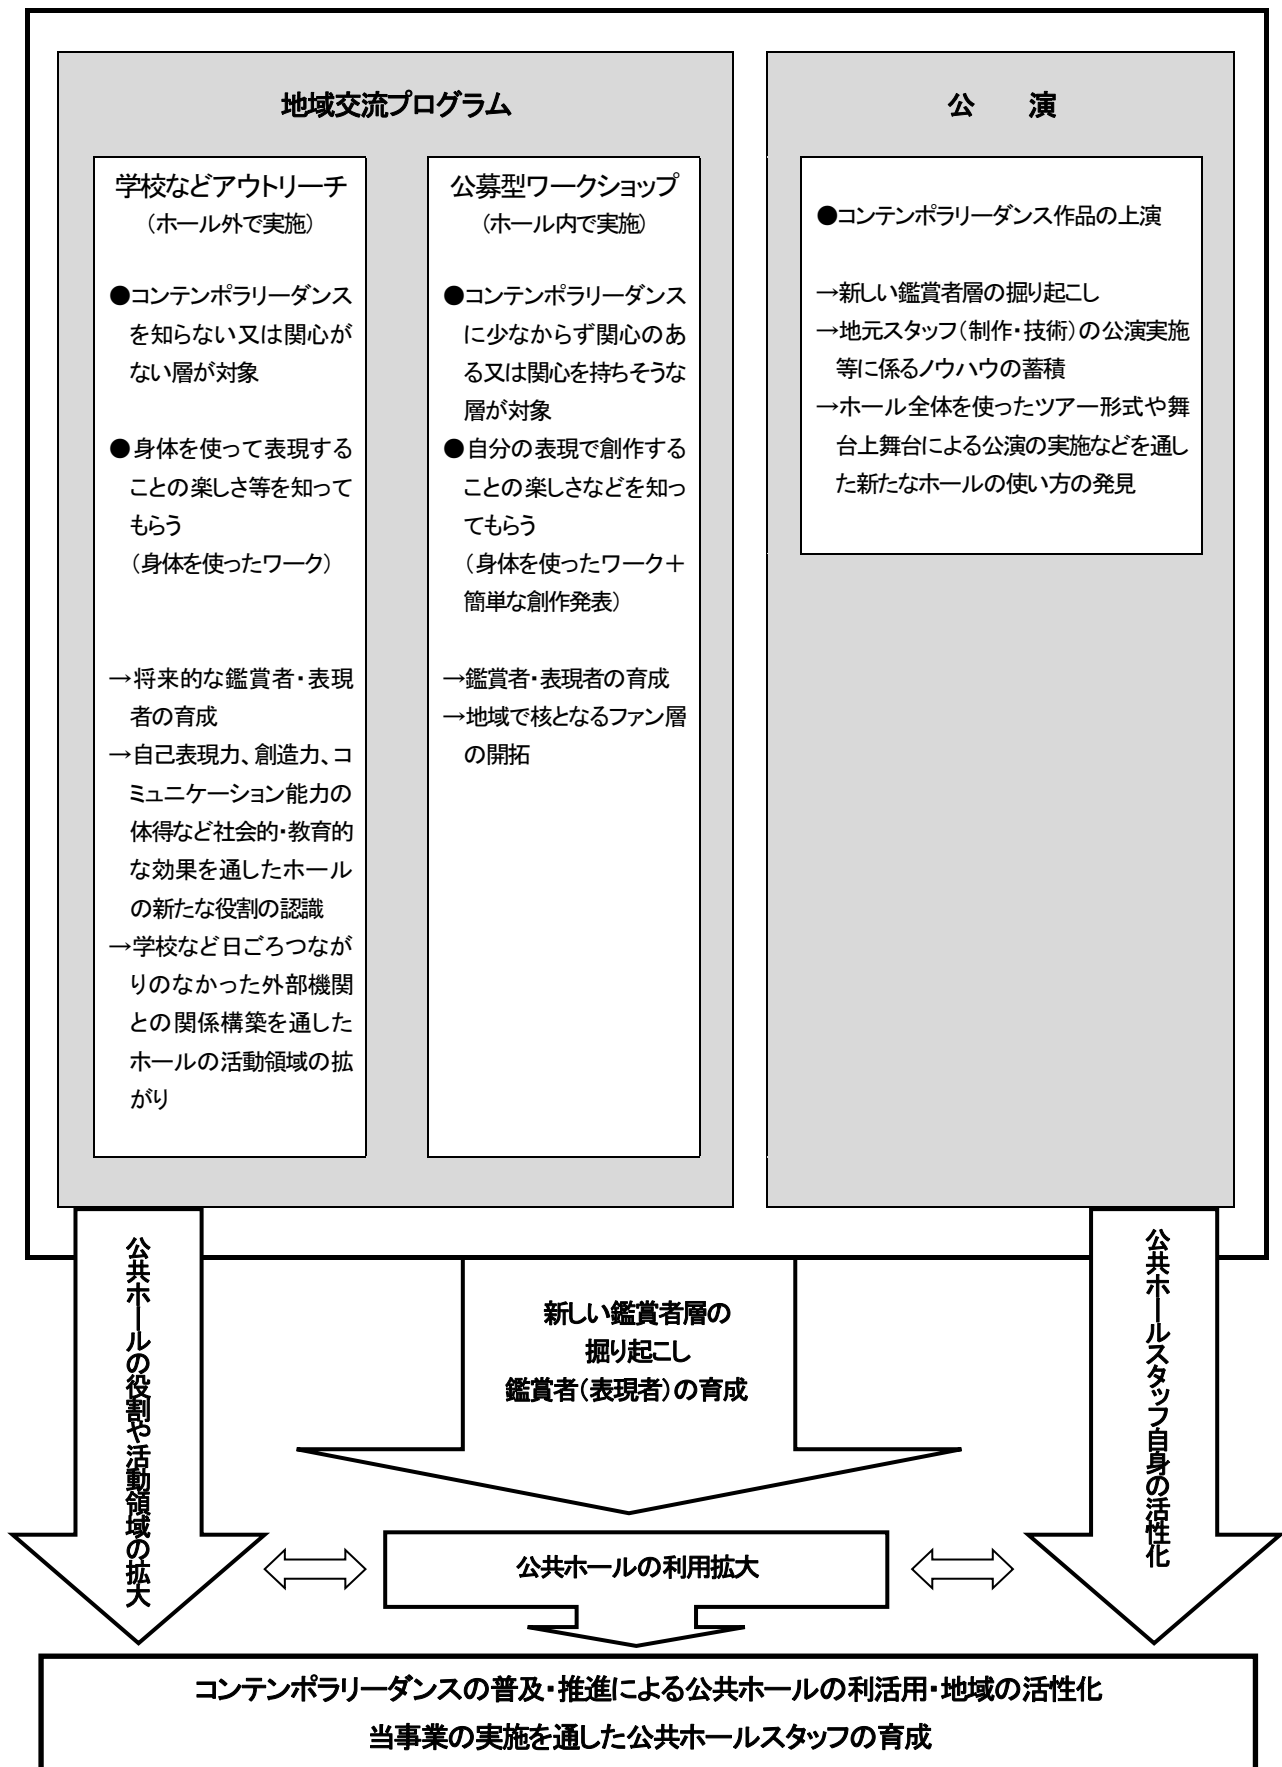 地域交流プログラム
学校などアウトリーチ
（ホール外で実施）
●コンテンポラリーダンス
を知らない又は関心が
ない層が対象
●身体を使って表現する
ことの楽しさ等を知って
もらう
（身体を使ったワーク）
→将来的な鑑賞者・表現
者の育成
→自己表現力、創造力、コ
ミュニケーション能力の
体得など社会的・教育的
な効果を通したホール
の新たな役割の認識
→学校など日ごろつなが
りのなかった外部機関
との関係構築を通した
ホールの活動領域の拡
がり
公募型ワークショップ
（ホール内で実施）
●コンテンポラリーダンス
に少なからず関心のあ
る又は関心を持ちそうな
層が対象
●自分の表現で創作する
ことの楽しさなどを知っ
てもらう
（身体を使ったワーク＋
簡単な創作発表）
→鑑賞者・表現者の育成
→地域で核となるファン層
の開拓
公　演
●コンテンポラリーダンス作品の上演
→新しい鑑賞者層の掘り起こし
→地元スタッフ（制作・技術）の公演実施
等に係るノウハウの蓄積
→ホール全体を使ったツアー形式や舞
台上舞台による公演の実施などを通し
た新たなホールの使い方の発見
公共ホールの役割や活動領域の拡大
新しい鑑賞者層の
掘り起こし
鑑賞者（表現者）の育成
公共ホールスタッフ自身の活性化
公共ホールの利用拡大
コンテンポラリーダンスの普及・推進による公共ホールの利活用・地域の活性化
当事業の実施を通した公共ホールスタッフの育成